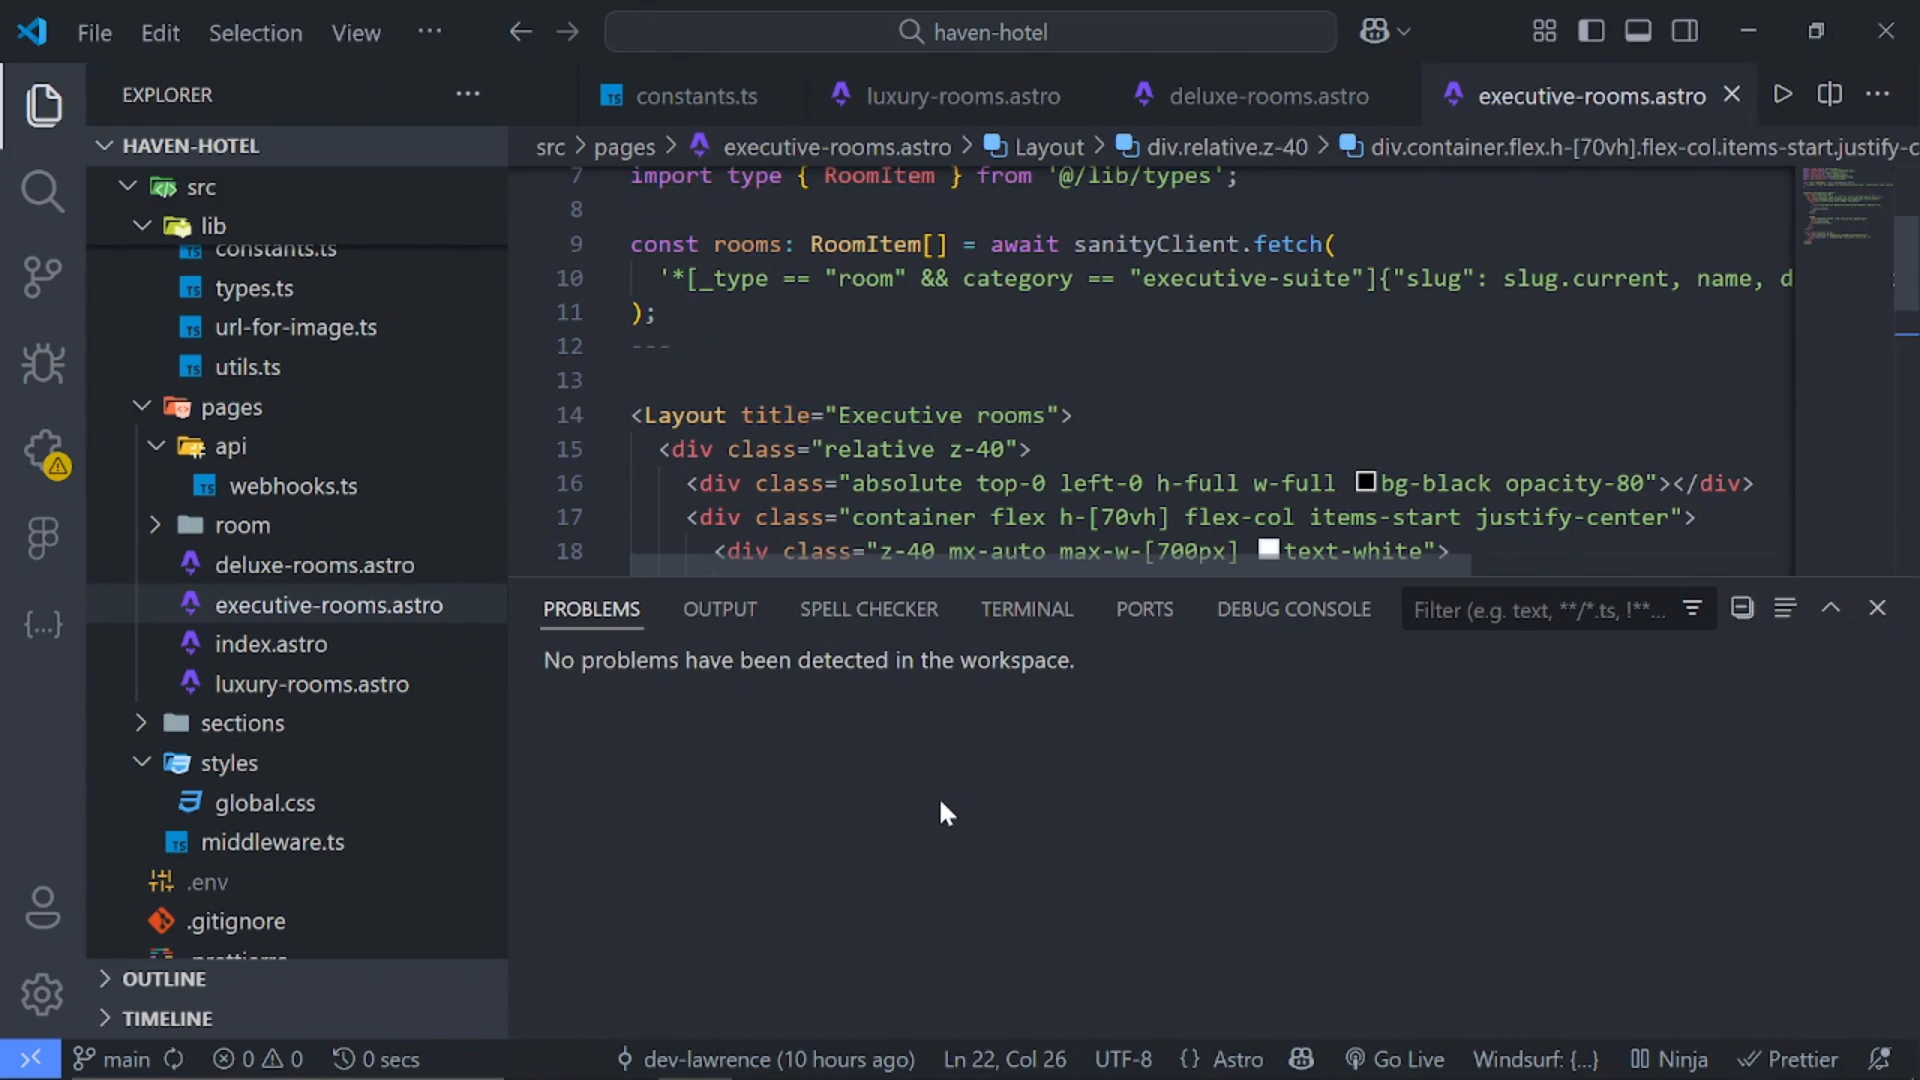 File Edit Selection View ··· haven-hotel
EXPLORER ···
constants.ts luxury-rooms.astro deluxe-rooms.astro executive-rooms.astro
HAVEN-HOTEL
src
lib
constants.ts
types.ts
url-for-image.ts
utils.ts
pages
api
webhooks.ts
room
deluxe-rooms.astro
executive-rooms.astro
index.astro
luxury-rooms.astro
sections
styles
global.css
middleware.ts
.env
.gitignore
OUTLINE
TIMELINE
src > pages > executive-rooms.astro > Layout > div.relative.z-40 > div.container.flex.h-[70vh].flex-col.items-start.justify-c
7 import type { RoomItem } from '@/lib/types';
8
9 const rooms: RoomItem[] = await sanityClient.fetch(
10 '*[_type == "room" && category == "executive-suite"]{"slug": slug.current, name, d
11 );
12 ---
13
14 <Layout title="Executive rooms">
15 <div class="relative z-40">
16 <div class="absolute top-0 left-0 h-full w-full bg-black opacity-80"></div>
17 <div class="container flex h-[70vh] flex-col items-start justify-center">
18 <div class="z-40 mx-auto max-w-[700px] text-white">
PROBLEMS OUTPUT SPELL CHECKER TERMINAL PORTS DEBUG CONSOLE Filter (e.g. text, **/*.ts, !**...
No problems have been detected in the workspace.
main 0 0 0 secs dev-lawrence (10 hours ago) Ln 22, Col 26 UTF-8 {} Astro Go Live Windsurf: {...} Ninja Prettier